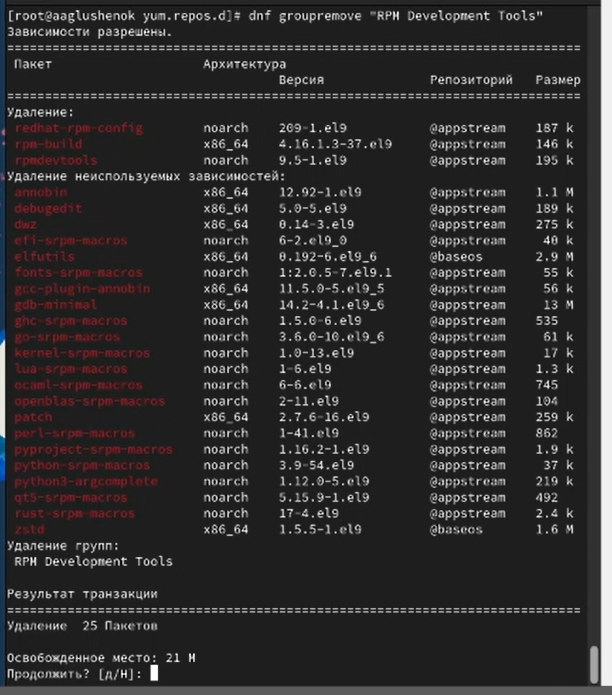 [root@aaglushenok yum.repos.d]# dnf groupremove "RPM Development Tools"
Зависимости разрешены.
================================================================================
Пакет Архитектура
Версия Репозиторий Размер
================================================================================
Удаление:
redhat-rpm-config noarch 209-1.el9 @appstream 187 k
rpm-build x86_64 4.16.1.3-37.el9 @appstream 146 k
rpmdevtools noarch 9.5-1.el9 @appstream 195 k
Удаление неиспользуемых зависимостей:
annobin x86_64 12.92-1.el9 @appstream 1.1 M
debugedit x86_64 5.0-5.el9 @appstream 189 k
dwz x86_64 0.14-3.el9 @appstream 275 k
efi-srpm-macros noarch 6-2.el9_0 @appstream 40 k
elfutils x86_64 0.192-6.el9_6 @baseos 2.9 M
fonts-srpm-macros noarch 1:2.0.5-7.el9.1 @appstream 55 k
gcc-plugin-annobin x86_64 11.5.0-5.el9_5 @appstream 56 k
gdb-minimal x86_64 14.2-4.1.el9_6 @appstream 13 M
ghc-srpm-macros noarch 1.5.0-6.el9 @appstream 535
go-srpm-macros noarch 3.6.0-10.el9_6 @appstream 61 k
kernel-srpm-macros noarch 1.0-13.el9 @appstream 17 k
lua-srpm-macros noarch 1-6.el9 @appstream 1.3 k
ocaml-srpm-macros noarch 6-6.el9 @appstream 745
openblas-srpm-macros noarch 2-11.el9 @appstream 104
patch x86_64 2.7.6-16.el9 @appstream 259 k
perl-srpm-macros noarch 1-41.el9 @appstream 862
pyproject-srpm-macros noarch 1.16.2-1.el9 @appstream 1.9 k
python-srpm-macros noarch 3.9-54.el9 @appstream 37 k
python3-argcomplete noarch 1.12.0-5.el9 @appstream 219 k
qt5-srpm-macros noarch 5.15.9-1.el9 @appstream 492
rust-srpm-macros noarch 17-4.el9 @appstream 2.4 k
zstd x86_64 1.5.5-1.el9 @baseos 1.6 M
Удаление групп:
RPM Development Tools
Результат транзакции
================================================================================
Удаление 25 Пакетов
Освобожденное место: 21 M
Продолжить? [д/Н]: